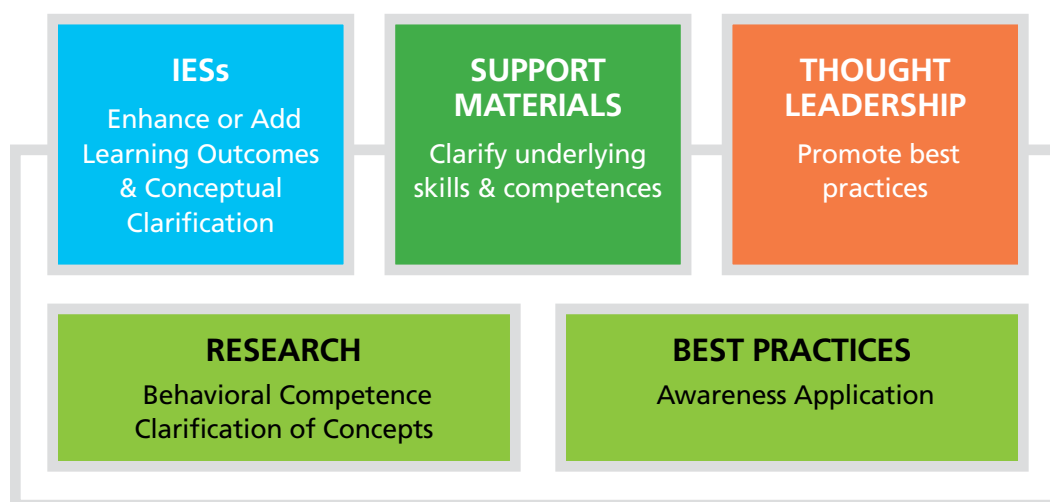 IESs
Enhance or Add
Learning Outcomes
& Conceptual
Clarification
SUPPORT
MATERIALS
Clarify underlying
skills & competences
THOUGHT
LEADERSHIP
Promote best
practices
RESEARCH
Behavioral Competence
Clarification of Concepts
BEST PRACTICES
Awareness Application